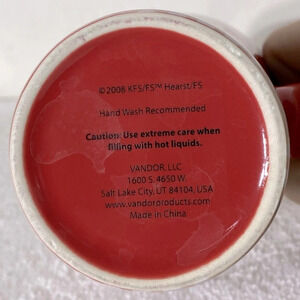 ©2008 KFS/FS™ Hearst/FS
Hand Wash Recommended
Caution: Use extreme care when
filling with hot liquids.
VANDOR, LLC
1600 S. 4650 W.
Salt Lake City, UT 84104, USA
www.vandorproducts.com
Made in China